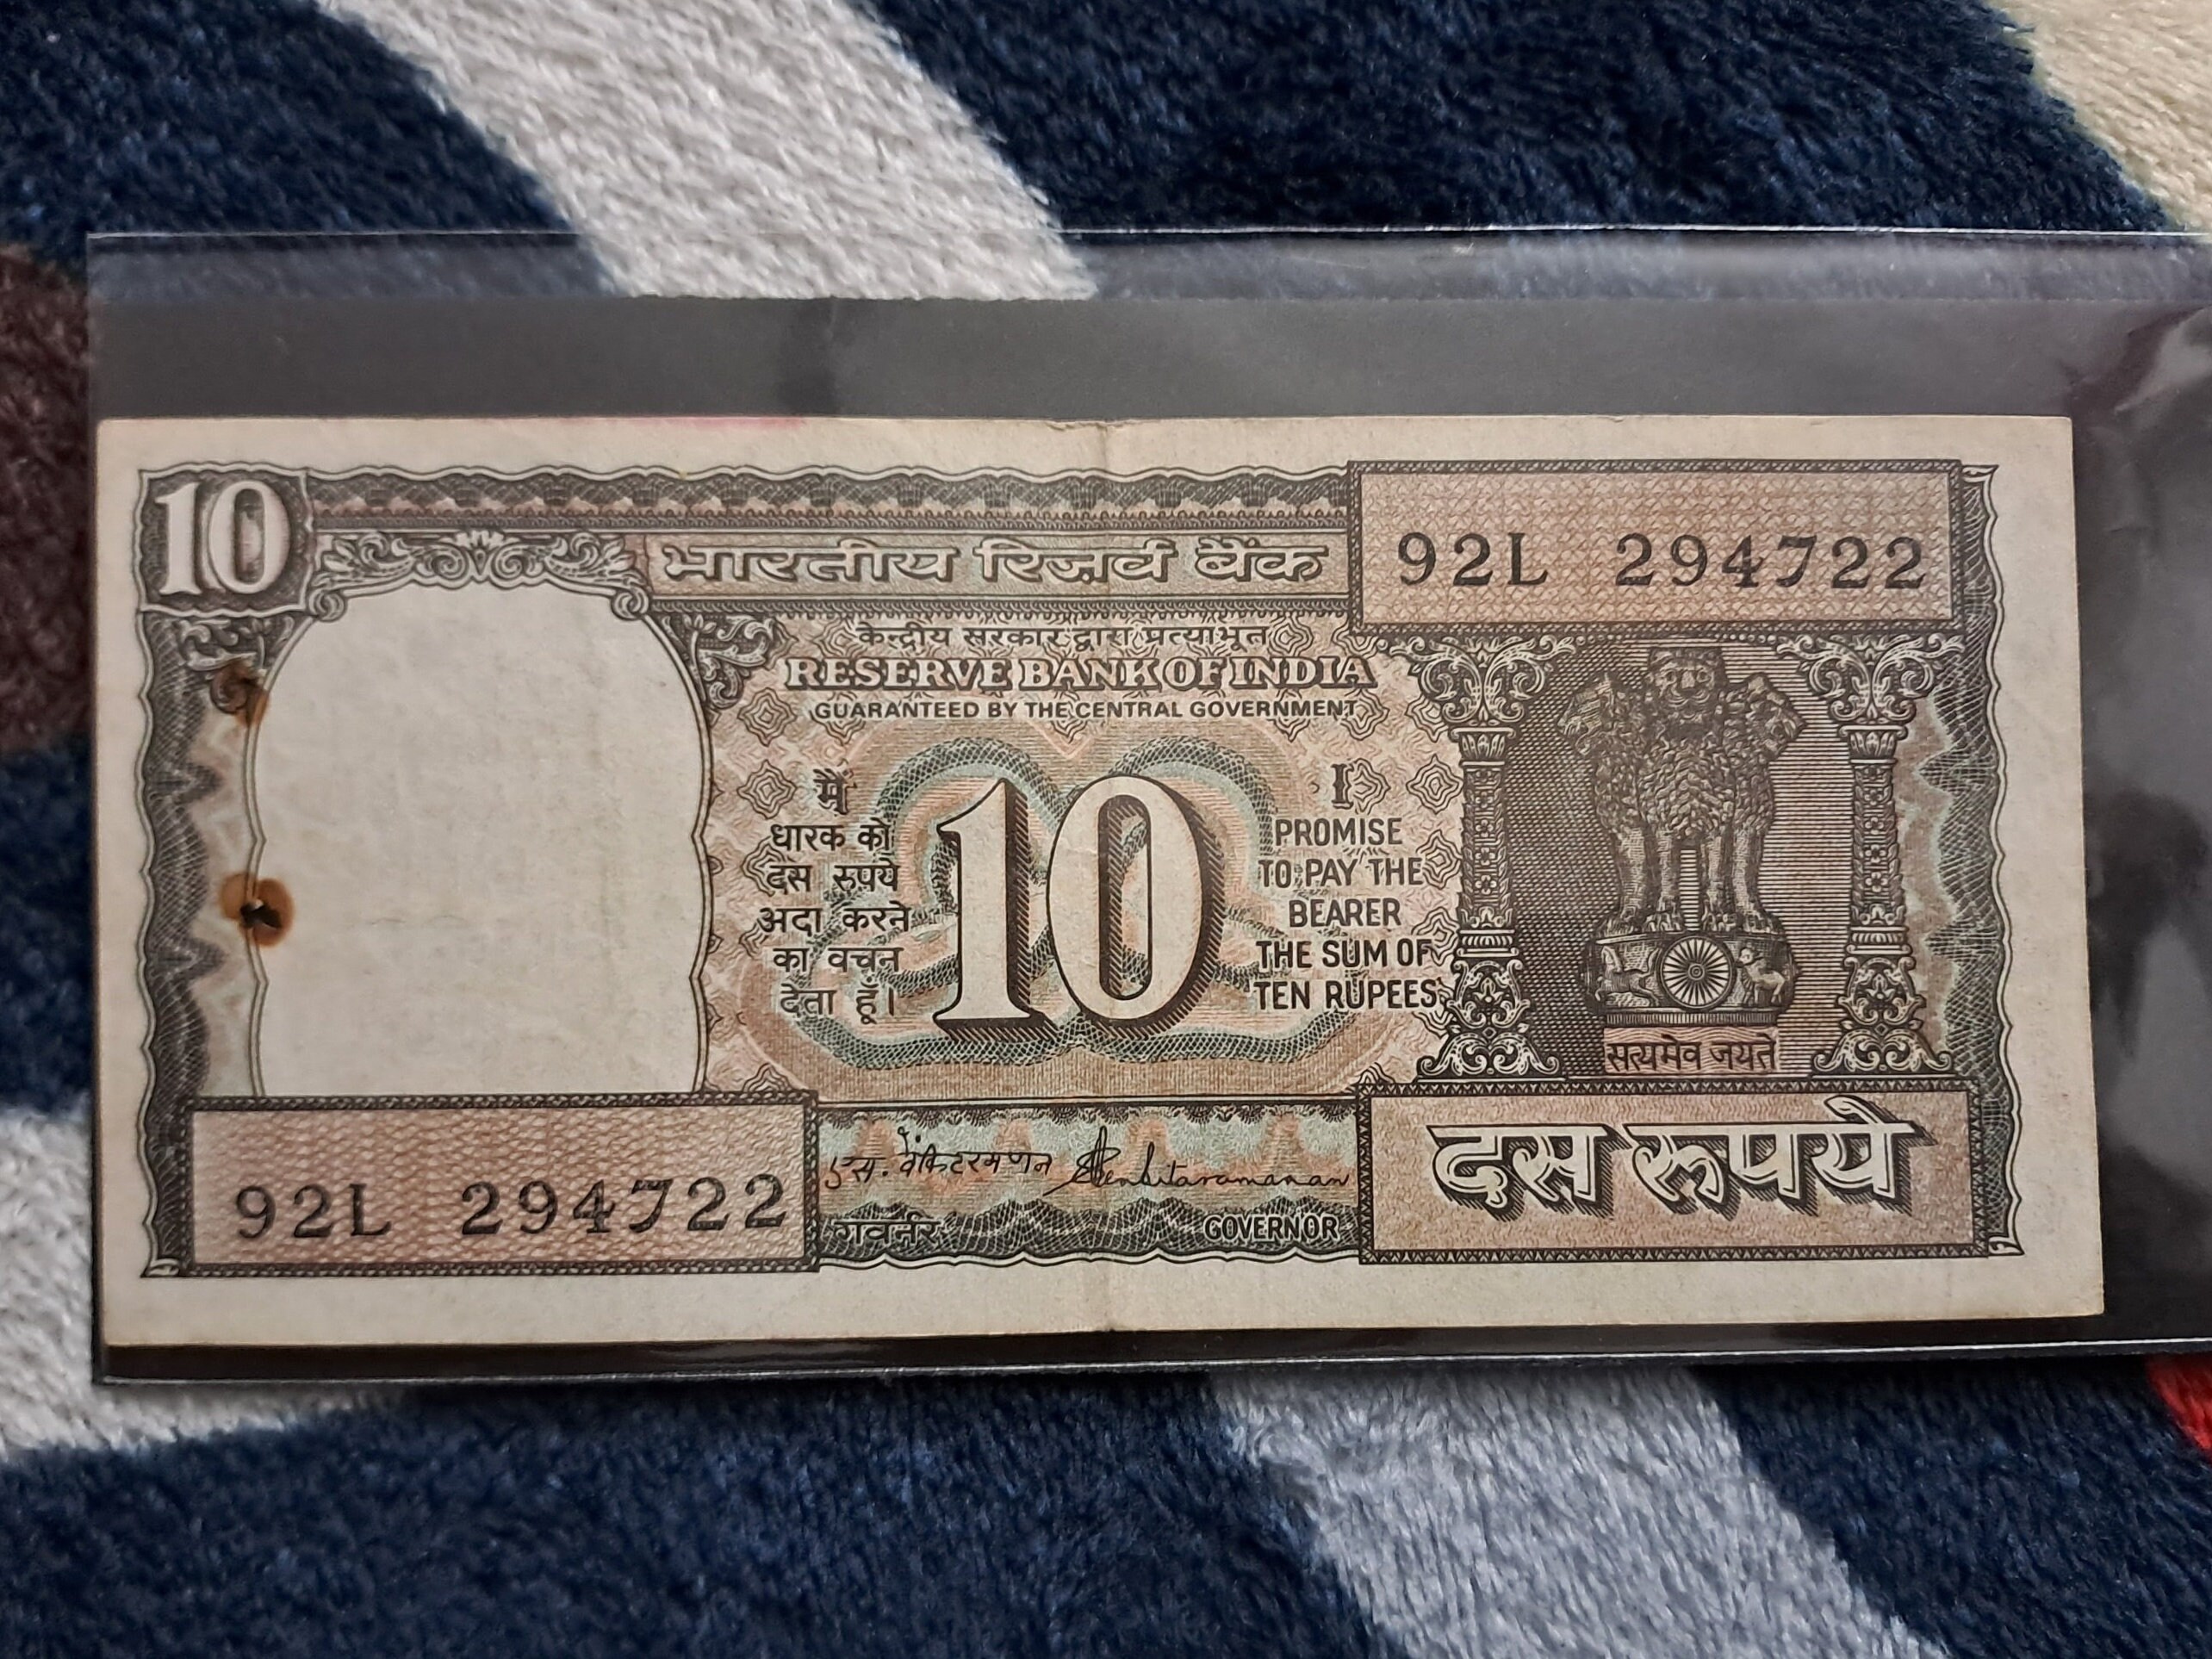 10
भारतीय रिज़र्व बैंक
92L 294722
केन्द्रीय सरकार द्वारा प्रत्याभूत
RESERVE BANK OF INDIA
GUARANTEED BY THE CENTRAL GOVERNMENT
मैं
धारक को
दस रुपये
अदा करने
का वचन
देता हूँ।
10
I
PROMISE
TO PAY THE
BEARER
THE SUM OF
TEN RUPEES
सत्यमेव जयते
92L 294722
एस. वेंकिटरमणन
S Venkitaramanan
गवर्नर
GOVERNOR
दस रूपये